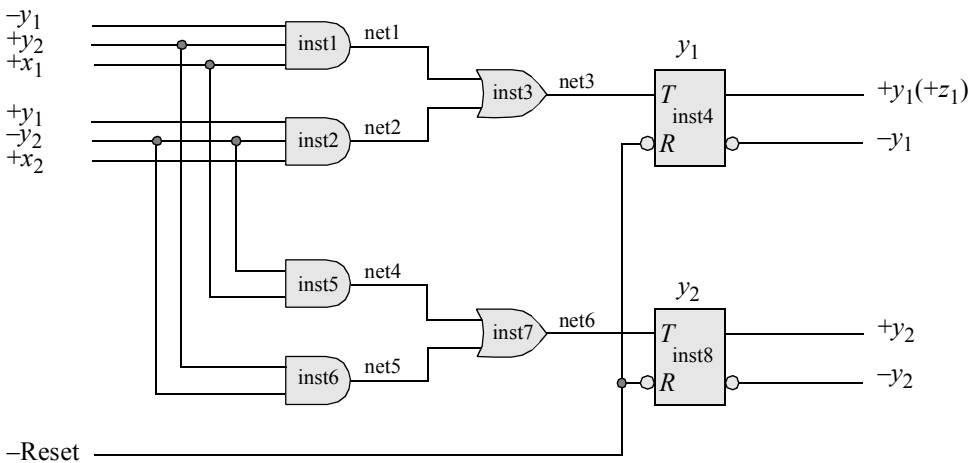 –y1
+y2
+x1
+y1
–y2
+x2
inst1
net1
inst2
net2
inst3
net3
y1
T
inst4
R
+y1(+z1)
–y1
inst5
net4
inst6
net5
inst7
net6
y2
T
inst8
R
+y2
–y2
–Reset